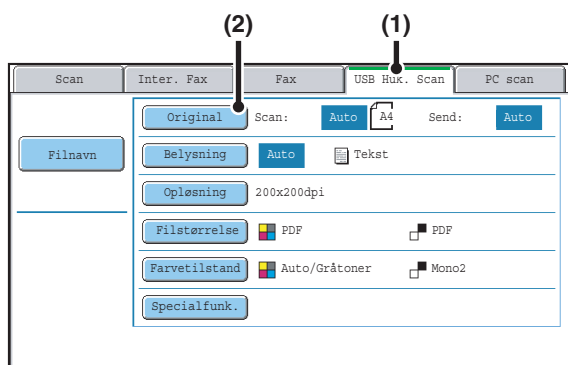 (2) (1)
Scan Inter. Fax Fax USB Huk. Scan PC scan
Original Scan: Auto A4 Send: Auto
Filnavn Belysning Auto Tekst
Opløsning 200x200dpi
Filstørrelse PDF PDF
Farvetilstand Auto/Gråtoner Mono2
Specialfunk.